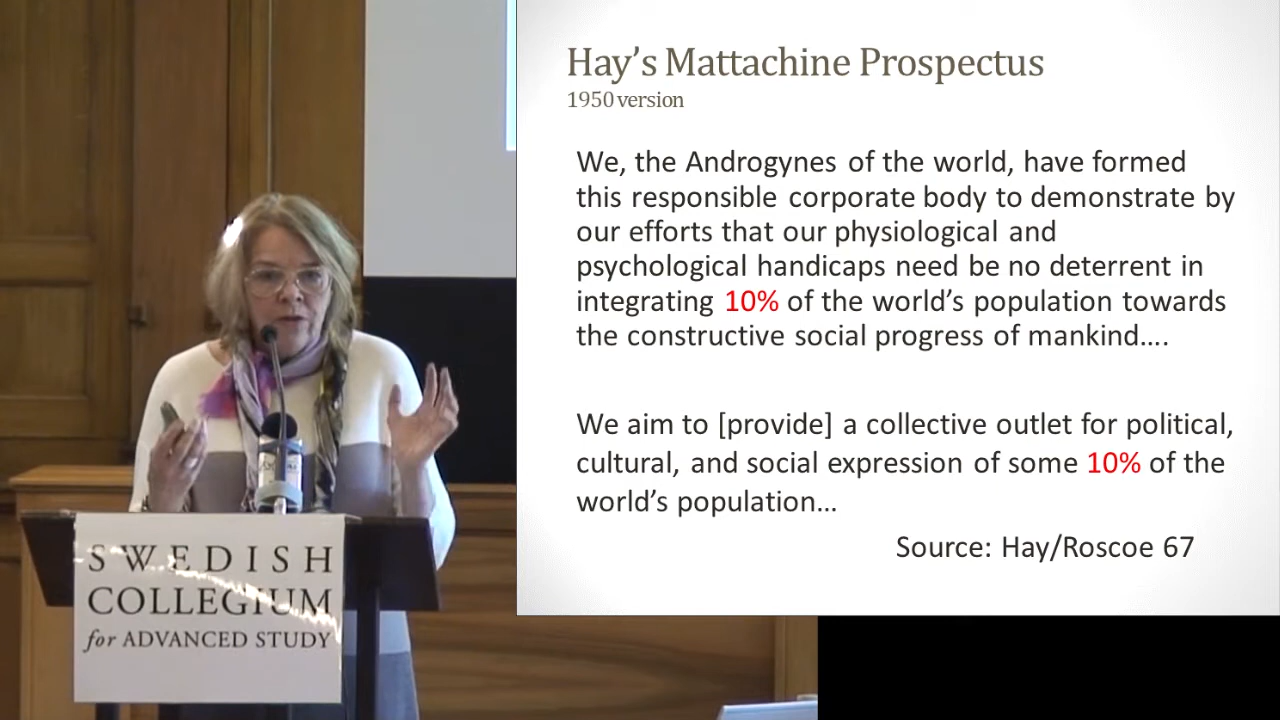 Hay’s Mattachine Prospectus
1950 version
We, the Androgynes of the world, have formed
this responsible corporate body to demonstrate by
our efforts that our physiological and
psychological handicaps need be no deterrent in
integrating 10% of the world’s population towards
the constructive social progress of mankind….
We aim to [provide] a collective outlet for political,
cultural, and social expression of some 10% of the
world’s population…
Source: Hay/Roscoe 67
SWEDISH
COLLEGIUM
for ADVANCED STUDY